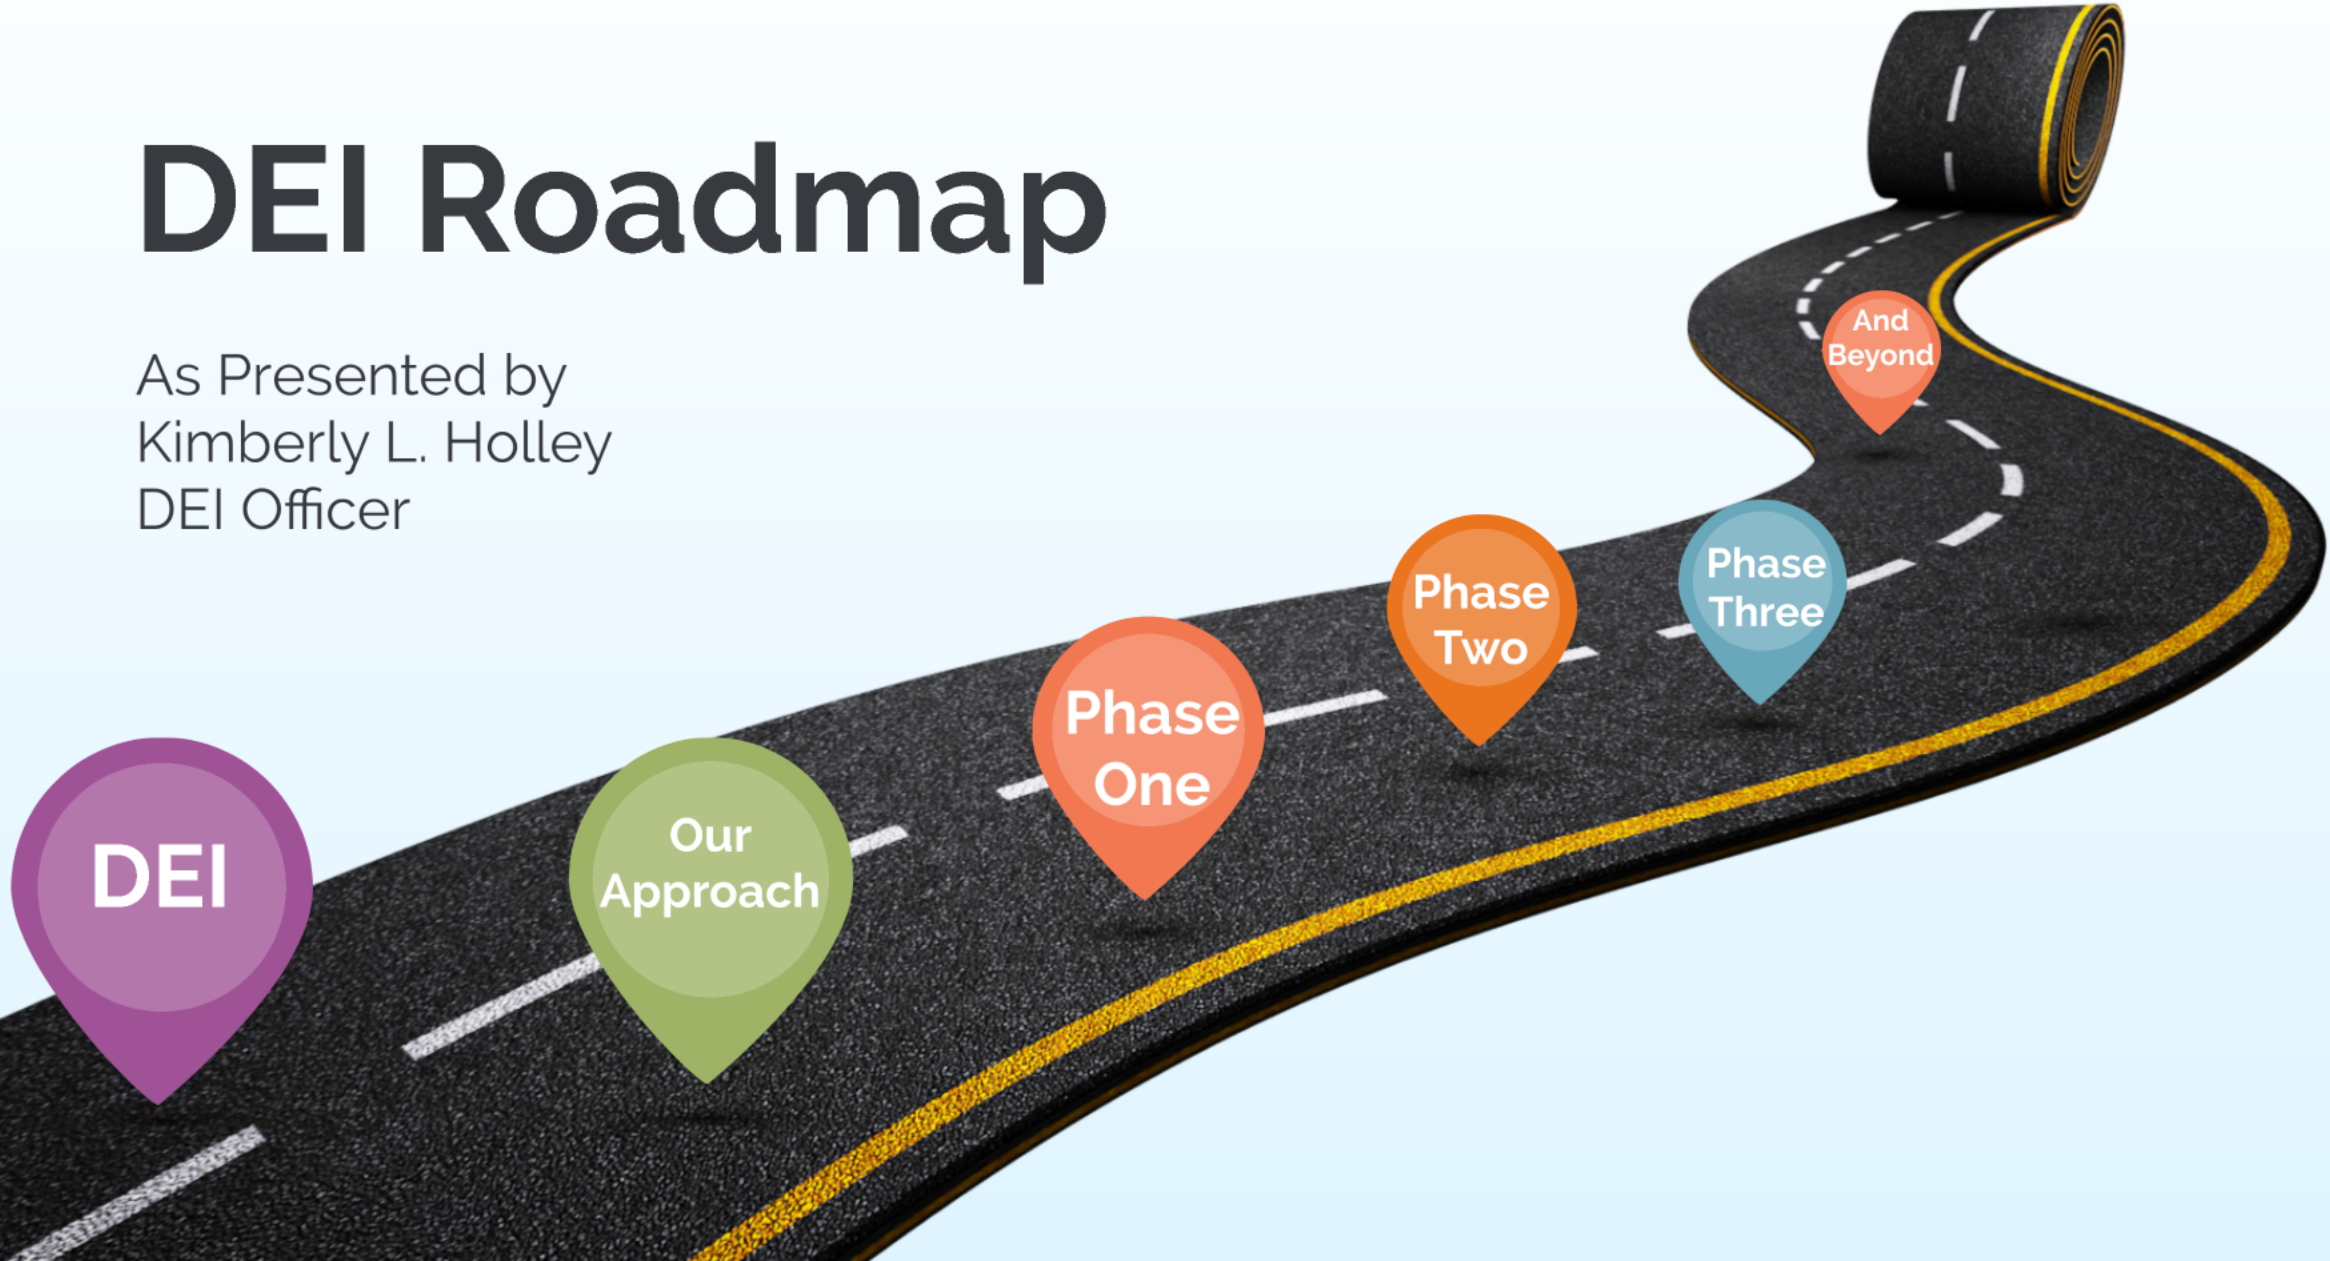 DEI Roadmap
As Presented by
Kimberly L. Holley
DEI Officer
DEI
Our
Approach
Phase
One
Phase
Two
Phase
Three
And
Beyond